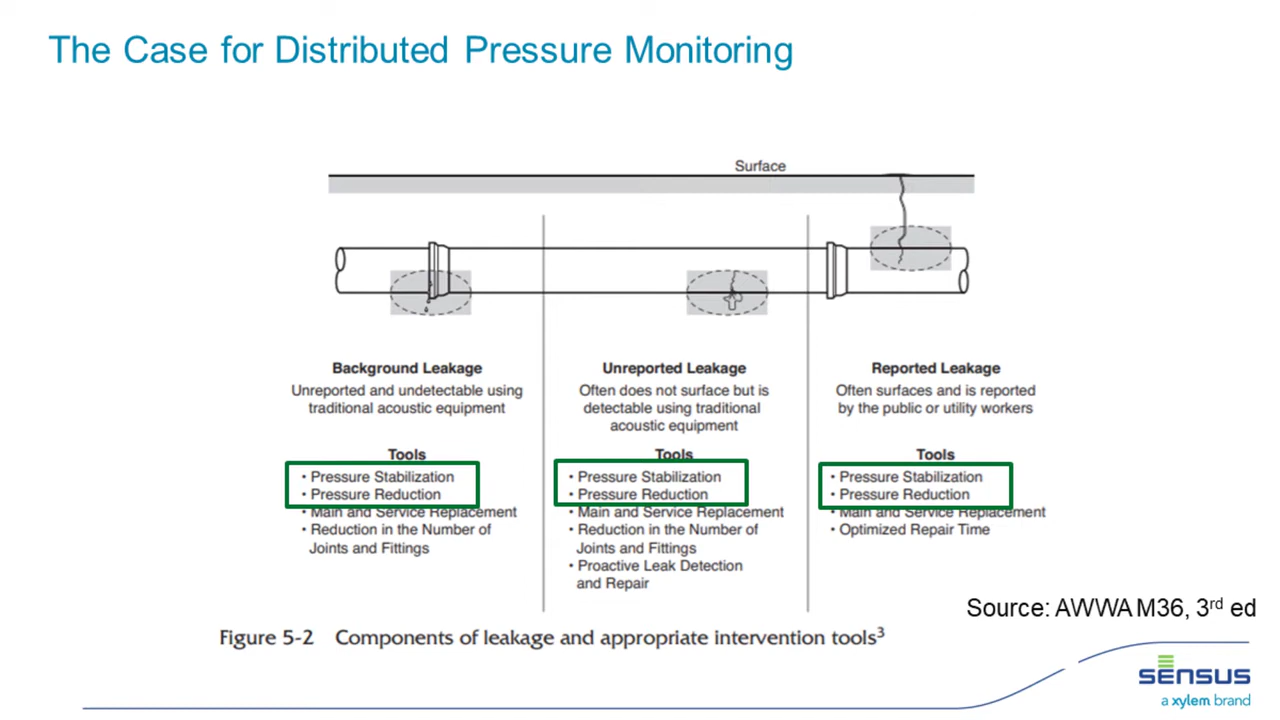 The Case for Distributed Pressure Monitoring
Surface
Background Leakage
Unreported and undetectable using
traditional acoustic equipment
Tools
• Pressure Stabilization
• Pressure Reduction
• Main and Service Replacement
• Reduction in the Number of
Joints and Fittings
Unreported Leakage
Often does not surface but is
detectable using traditional
acoustic equipment
Tools
• Pressure Stabilization
• Pressure Reduction
• Main and Service Replacement
• Reduction in the Number of
Joints and Fittings
• Proactive Leak Detection
and Repair
Reported Leakage
Often surfaces and is reported
by the public or utility workers
Tools
• Pressure Stabilization
• Pressure Reduction
• Main and Service Replacement
• Optimized Repair Time
Source: AWWA M36, 3rd ed
Figure 5-2 Components of leakage and appropriate intervention tools3
SENSUS
a xylem brand